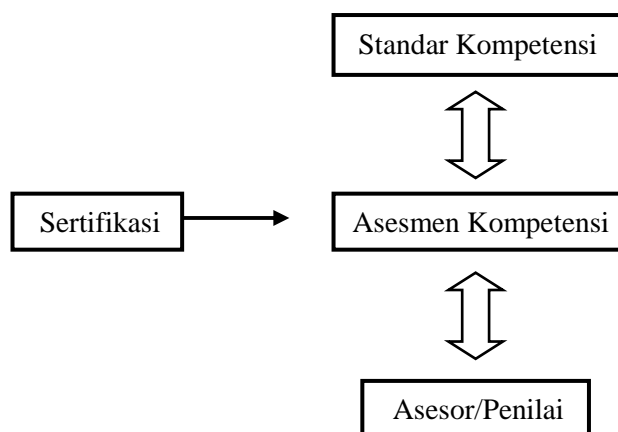 Standar Kompetensi
Sertifikasi
Asesmen Kompetensi
Asesor/Penilai